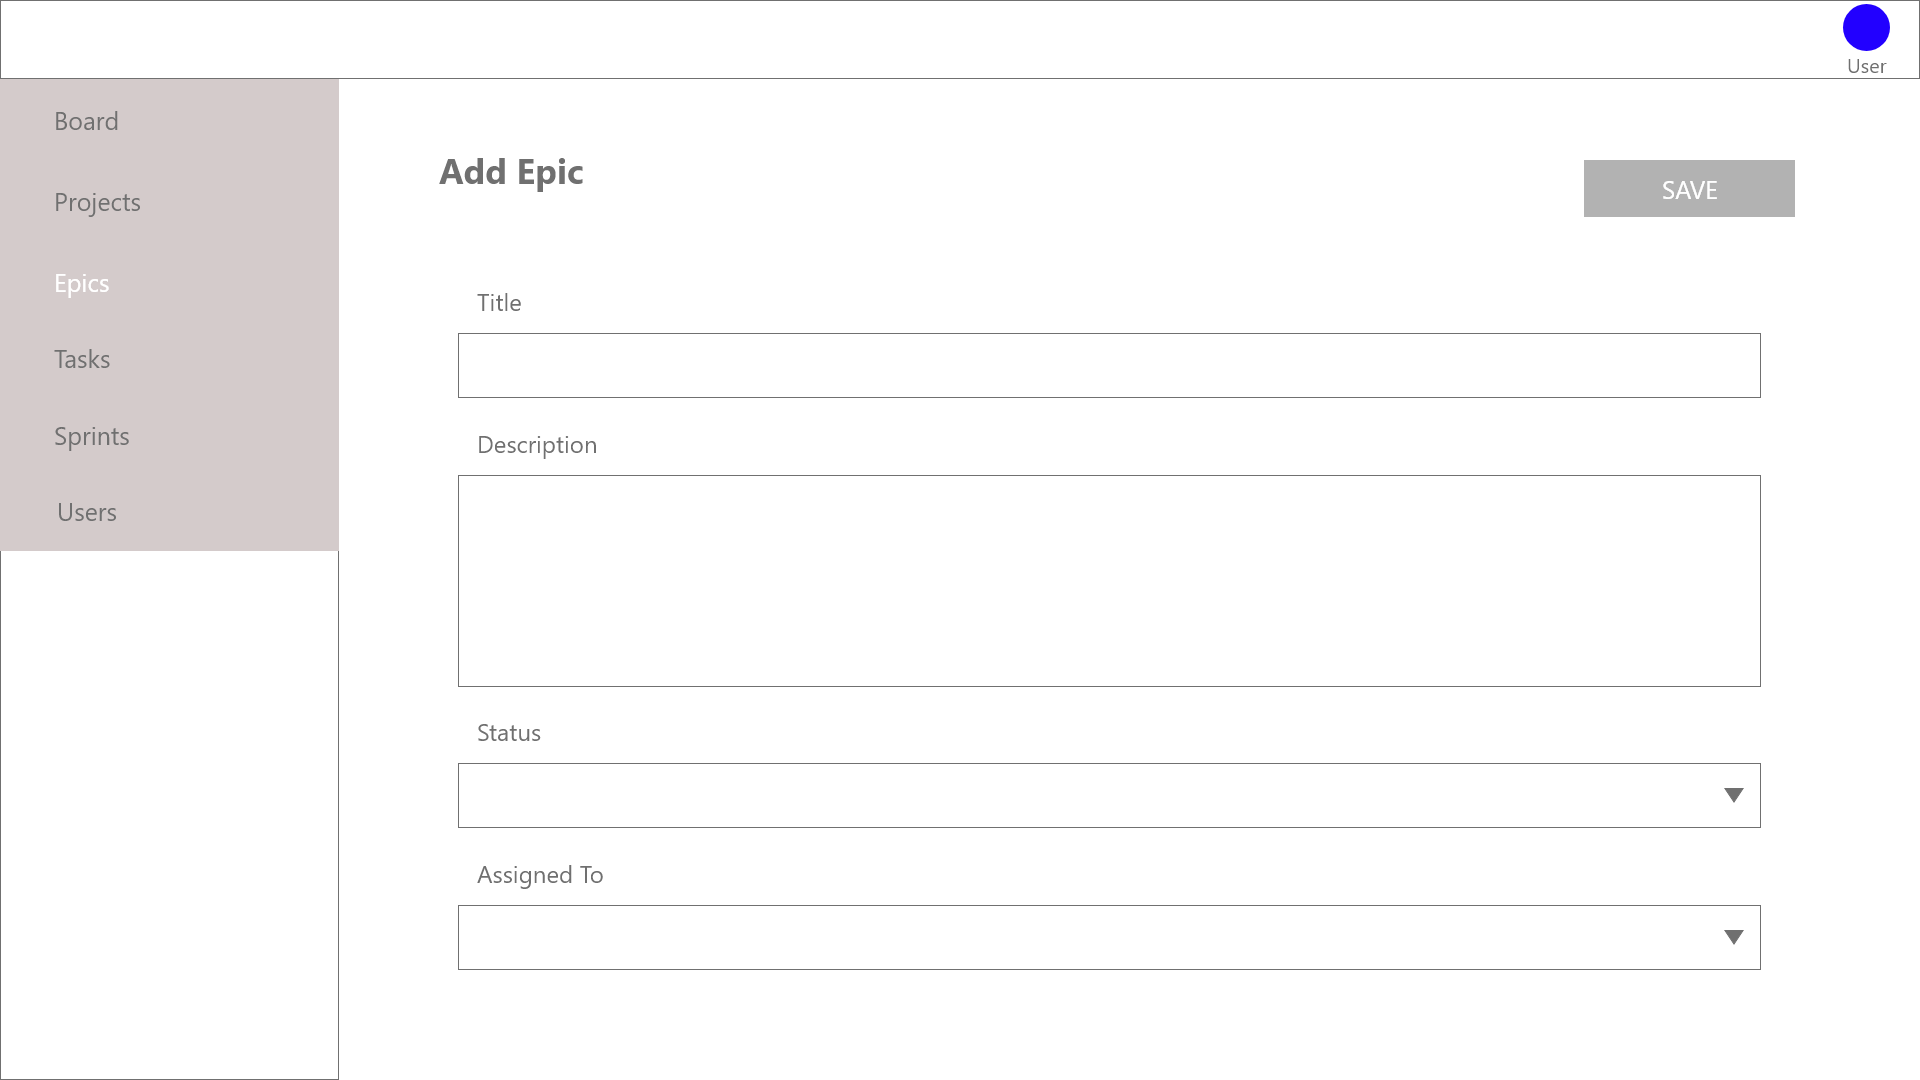 User
Board
Projects
Epics
Tasks
Sprints
Users
Add Epic
SAVE
Title
Description
Status
Assigned To